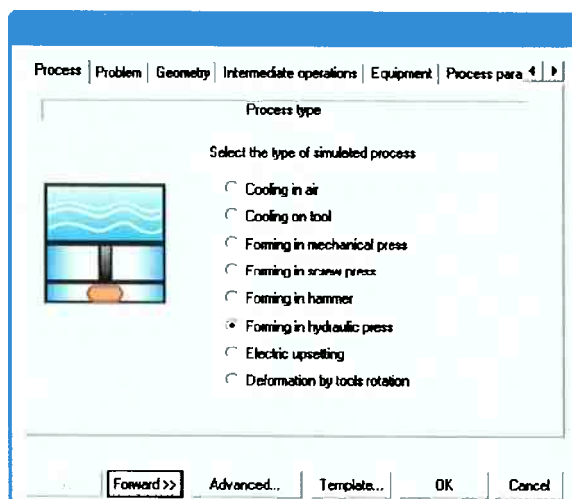 Process Problem Geometry Intermediate operations Equipment Process para
Process type
Select the type of simulated process
Cooling in air
Cooling on tool
Forming in mechanical press
Forming in screw press
Forming in hammer
Forming in hydraulic press
Electric upsetting
Deformation by tools rotation
Forward >> Advanced... Template... OK Cancel